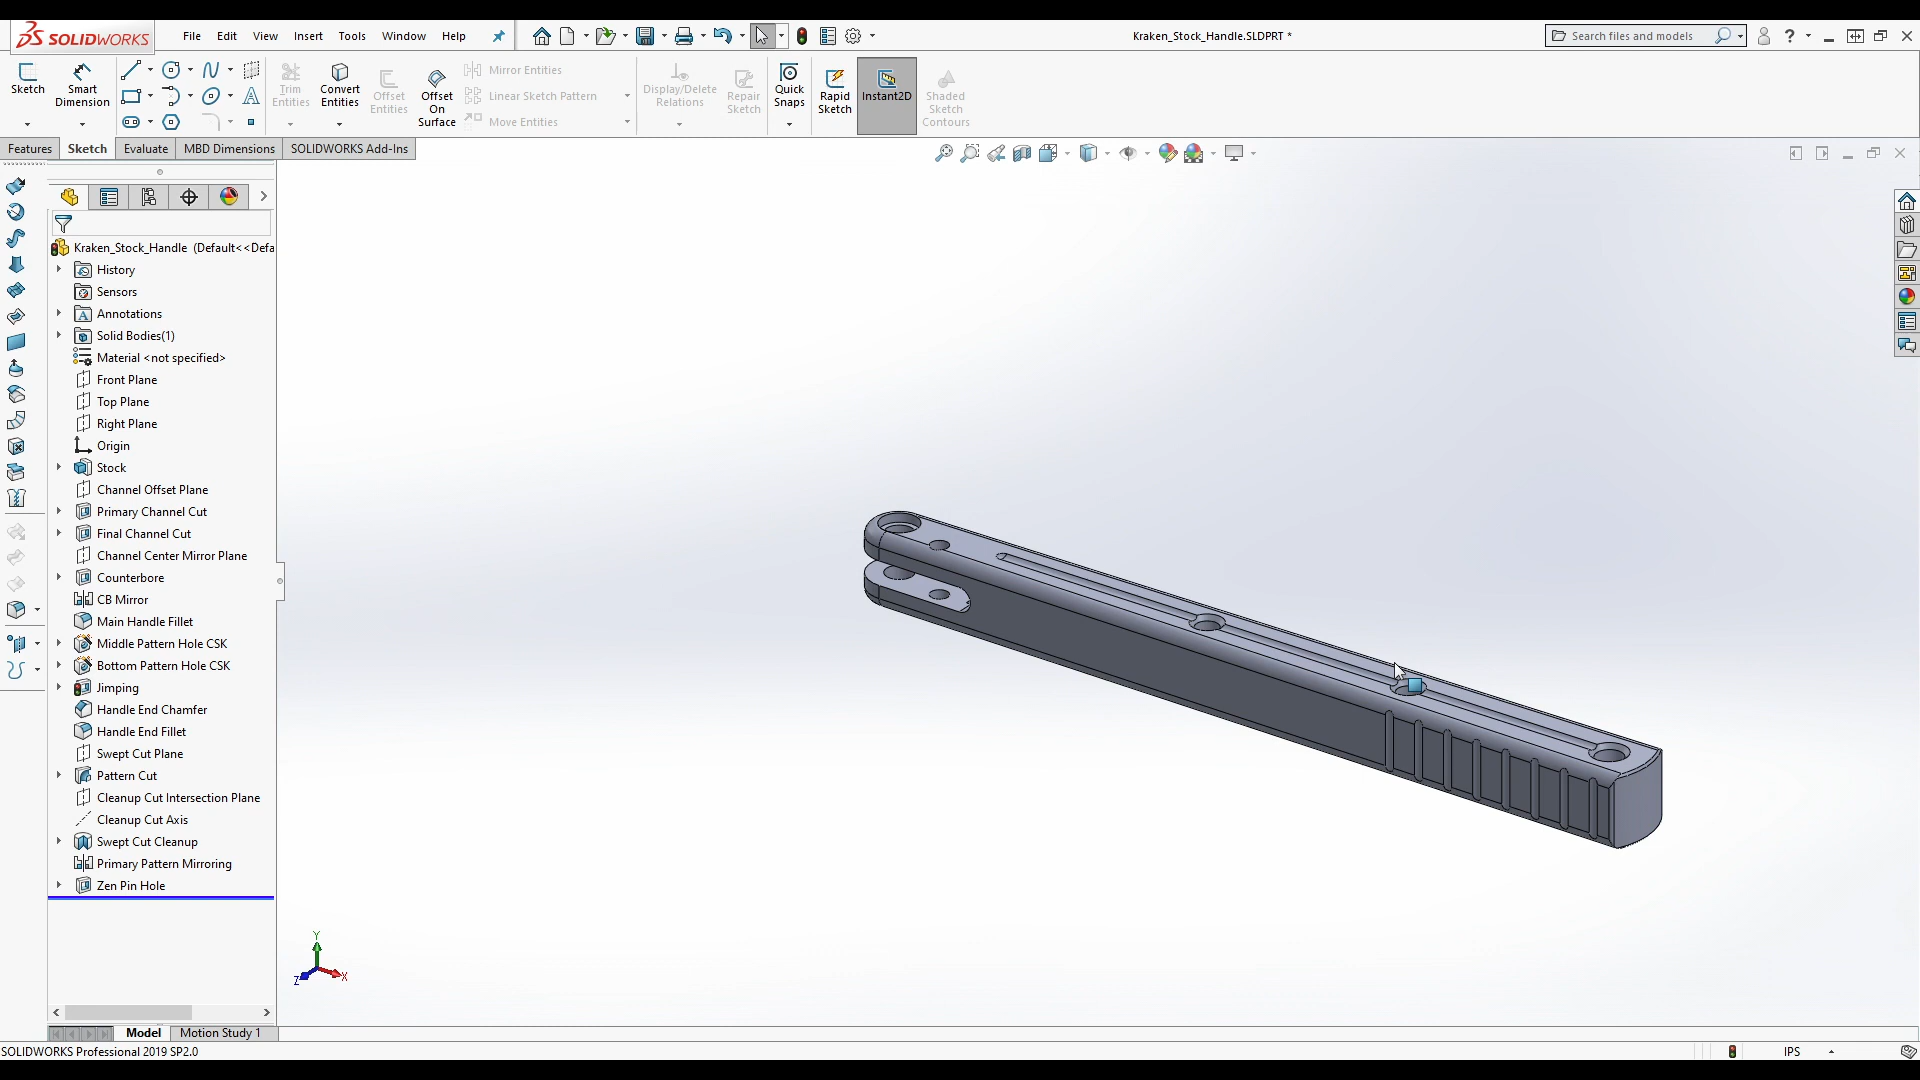 SOLIDWORKS
File Edit View Insert Tools Window Help
Kraken_Stock_Handle.SLDPRT *
Search files and models
?
Sketch
Smart Dimension
Trim Entities
Convert Entities
Offset Entities
Offset On Surface
Mirror Entities
Linear Sketch Pattern
Move Entities
Display/Delete Relations
Repair Sketch
Quick Snaps
Rapid Sketch
Instant2D
Shaded Sketch Contours
Features Sketch Evaluate MBD Dimensions SOLIDWORKS Add-Ins
Kraken_Stock_Handle (Default<<Defa
History
Sensors
Annotations
Solid Bodies(1)
Material <not specified>
Front Plane
Top Plane
Right Plane
Origin
Stock
Channel Offset Plane
Primary Channel Cut
Final Channel Cut
Channel Center Mirror Plane
Counterbore
CB Mirror
Main Handle Fillet
Middle Pattern Hole CSK
Bottom Pattern Hole CSK
Jimping
Handle End Chamfer
Handle End Fillet
Swept Cut Plane
Pattern Cut
Cleanup Cut Intersection Plane
Cleanup Cut Axis
Swept Cut Cleanup
Primary Pattern Mirroring
Zen Pin Hole
Y
Z X
Model Motion Study 1
SOLIDWORKS Professional 2019 SP2.0
IPS